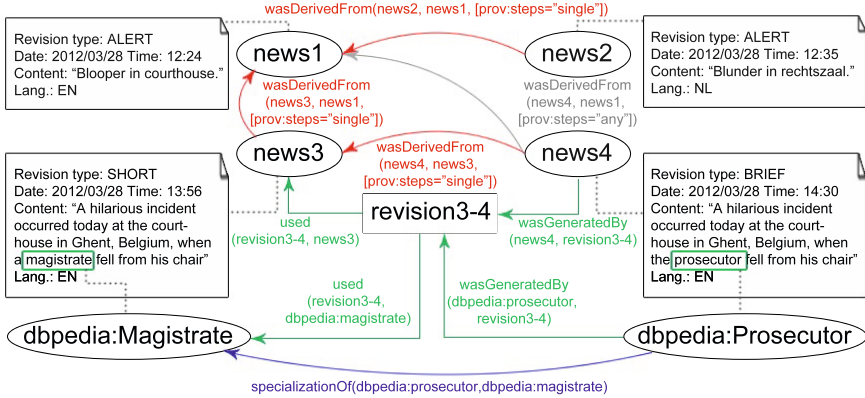 wasDerivedFrom(news2, news1, [prov:steps="single"])
Revision type: ALERT
Date: 2012/03/28 Time: 12:24
Content: “Blooper in courthouse.”
Lang.: EN
news1
news2
Revision type: ALERT
Date: 2012/03/28 Time: 12:35
Content: “Blunder in rechtszaal.”
Lang.: NL
wasDerivedFrom
(news3, news1,
[prov:steps="single"])
wasDerivedFrom
(news4, news1,
[prov:steps="any"])
news3
wasDerivedFrom
(news4, news3,
[prov:steps="single"])
news4
Revision type: SHORT
Date: 2012/03/28 Time: 13:56
Content: “A hilarious incident
occurred today at the court-
house in Ghent, Belgium, when
a magistrate fell from his chair”
Lang.: EN
revision3-4
Revision type: BRIEF
Date: 2012/03/28 Time: 14:30
Content: “A hilarious incident
occurred today at the court-
house in Ghent, Belgium, when
the prosecutor fell from his chair”
Lang.: EN
used
(revision3-4, news3)
wasGeneratedBy
(news4, revision3-4)
used
(revision3-4,
dbpedia:magistrate)
wasGeneratedBy
(dbpedia:prosecutor,
revision3-4)
dbpedia:Magistrate
dbpedia:Prosecutor
specializationOf(dbpedia:prosecutor,dbpedia:magistrate)